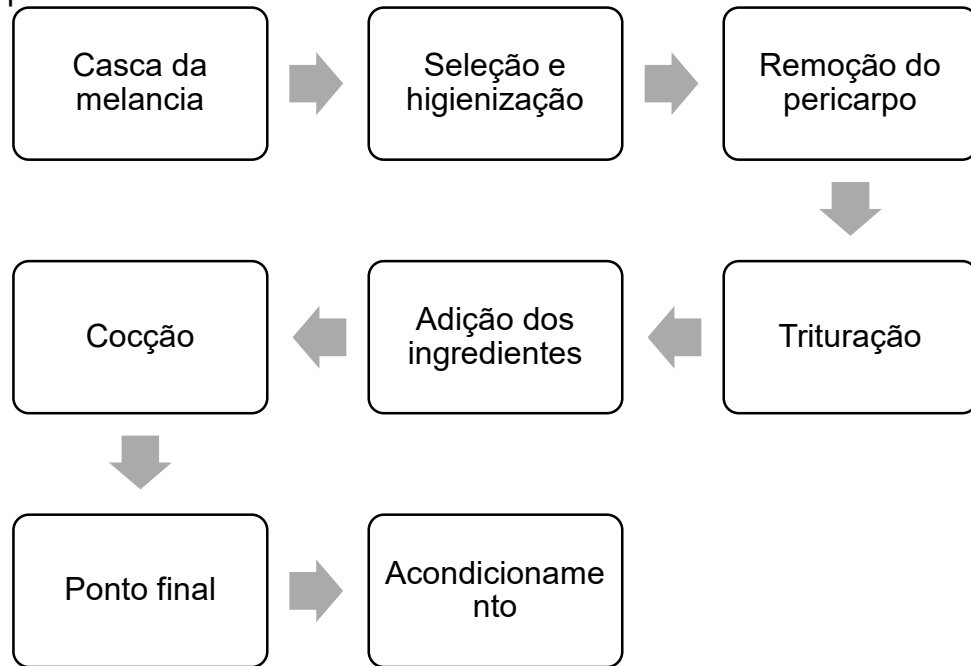 Casca da
melancia
Seleção e
higienização
Remoção do
pericarpo
Trituração
Adição dos
ingredientes
Cocção
Ponto final
Acondicioname
nto